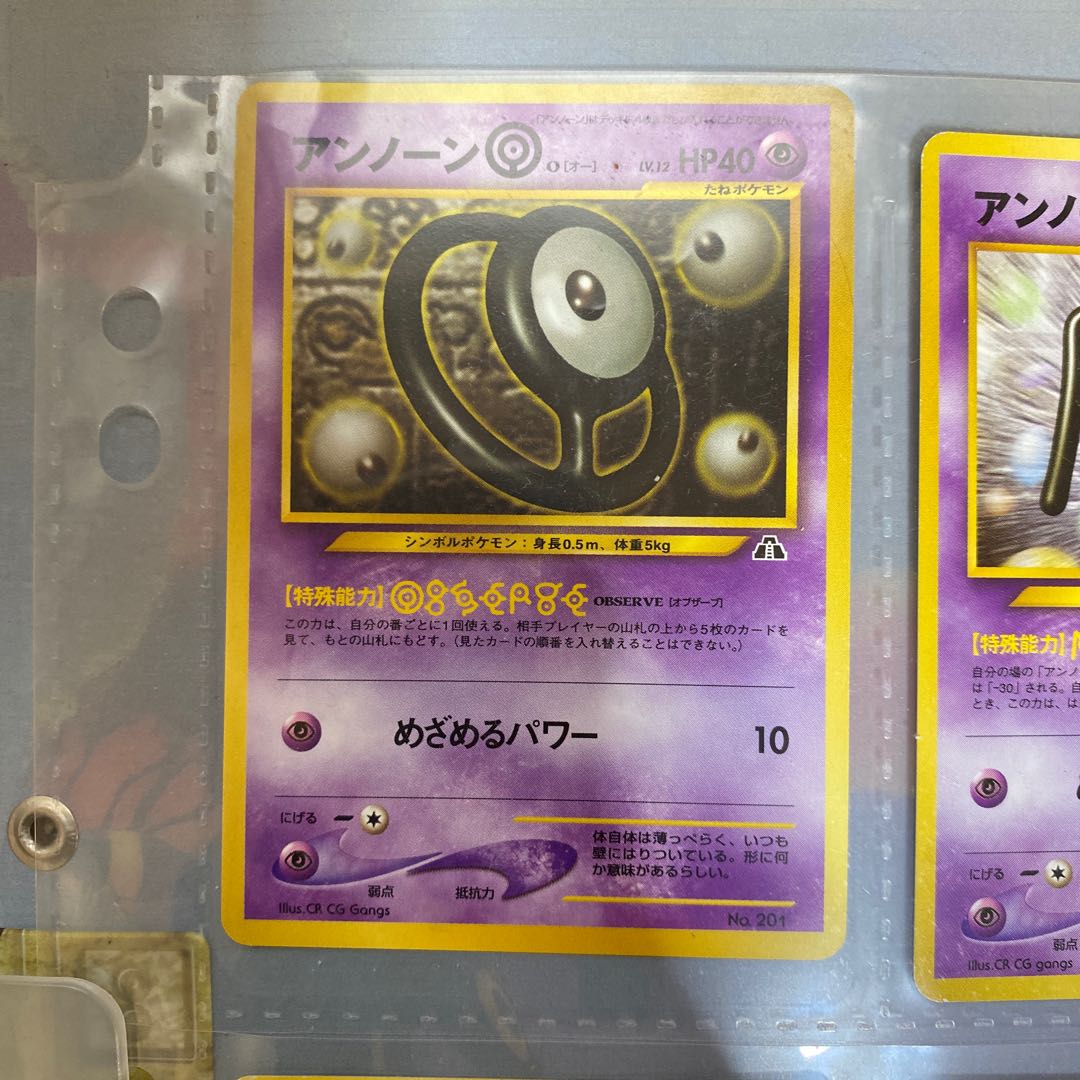 アンノーン
O [オー]
LV.12 HP40
たねポケモン
シンボルポケモン：身長0.5m、体重5kg
【特殊能力】 OBSERVE [オブザーブ]
この力は、自分の番ごとに1回使える。相手プレイヤーの山札の上から5枚のカードを
見て、もとの山札にもどす。（見たカードの順番を入れ替えることはできない。）
めざめるパワー 10
にげる
弱点 抵抗力
体自体は薄っぺらく、いつも
壁にはりついている。形に何
か意味があるらしい。
Illus.CR CG Gangs
No. 201
アンノ
【特殊能力】
自分の場の「アンノ
は「-30」される。
とき、この力は、は
にげる
弱点
Illus.CR CG gangs